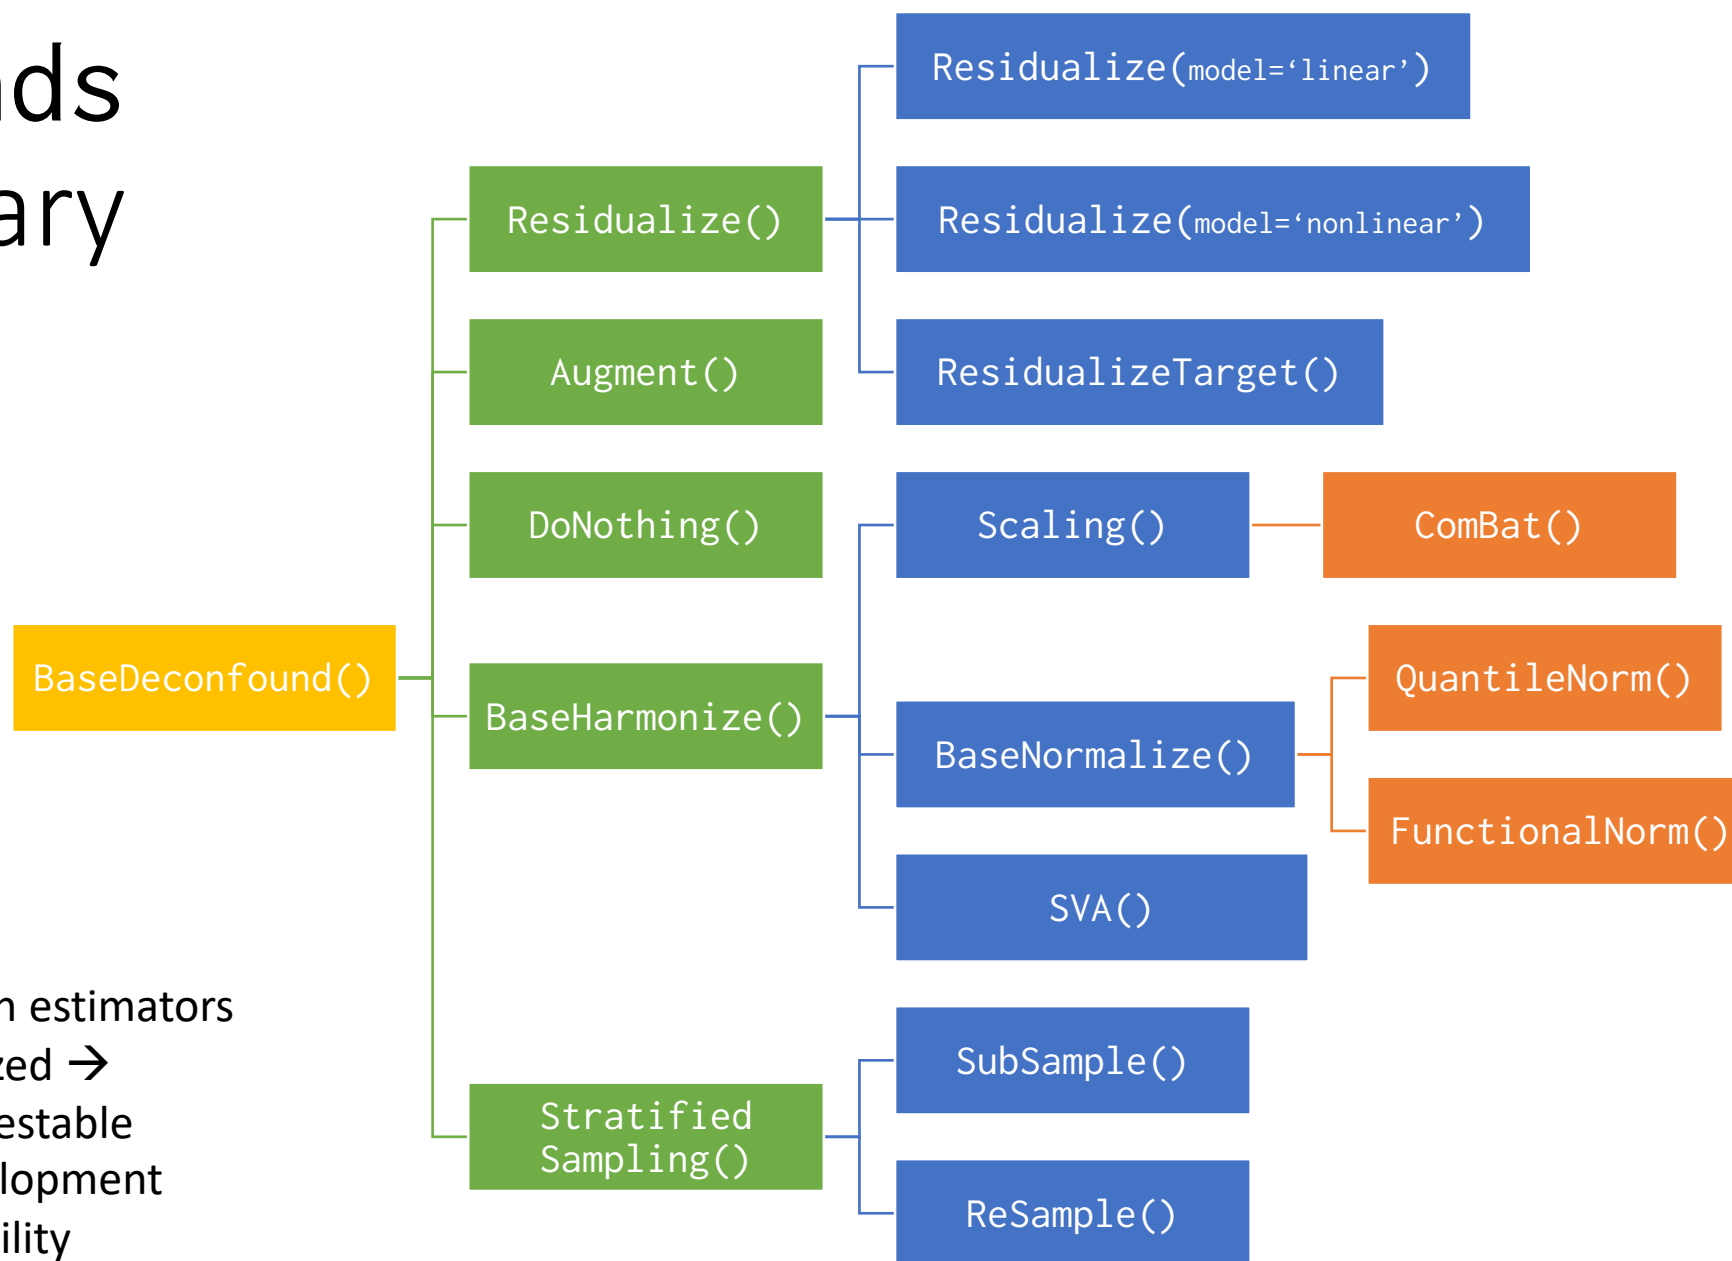 nds
ary
Residualize(model=‘linear’)
Residualize()
Residualize(model=‘nonlinear’)
Augment()
ResidualizeTarget()
DoNothing()
Scaling()
ComBat()
BaseDeconfound()
BaseHarmonize()
QuantileNorm()
BaseNormalize()
FunctionalNorm()
SVA()
n estimators
zed →
estable
lopment
ility
SubSample()
Stratified
Sampling()
ReSample()